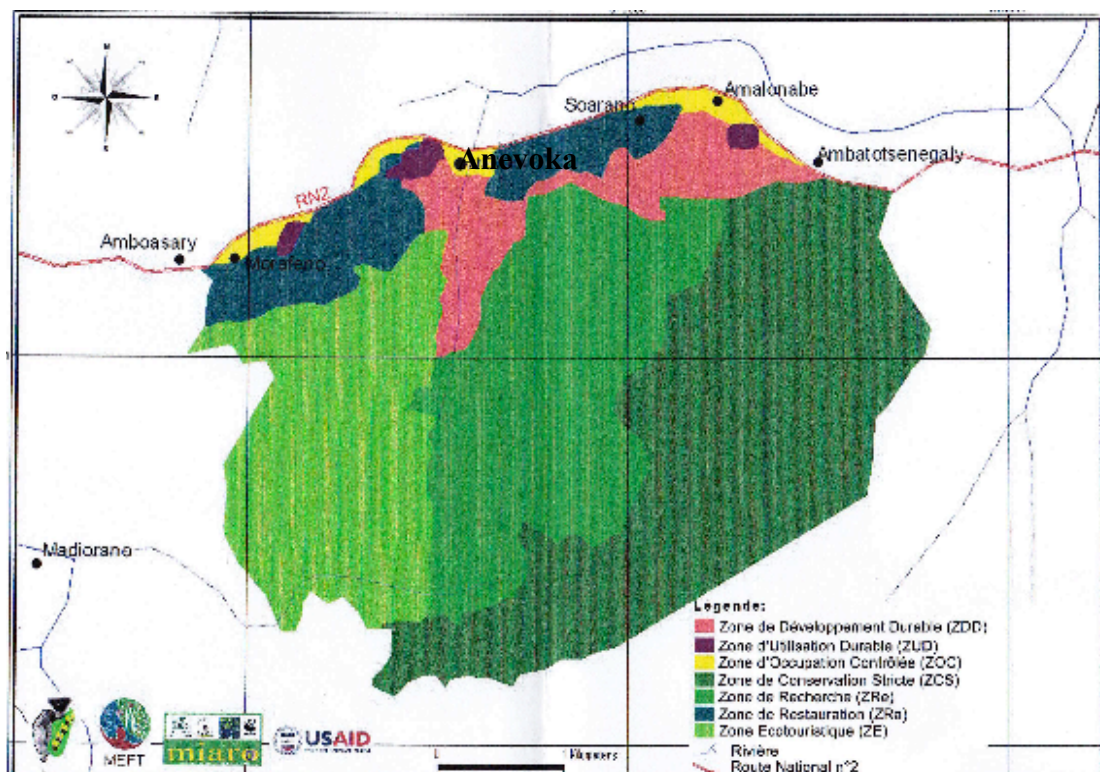 Amalonabe
Soarano
Anevoka
Ambatotsenegaly
RN2
Amboasary
Morafeno
Madiorano
Legende:
Zone de Développement Durable (ZDD)
Zone d'Utilisation Durable (ZUD)
Zone d'Occupation Contrôlée (ZOC)
Zone de Conservation Stricte (ZCS)
Zone de Recherche (ZRe)
Zone de Restauration (ZRa)
Zone Ecotouristique (ZE)
Rivière
Route National n°2
MEFT
miaro
USAID
1 Kilometers